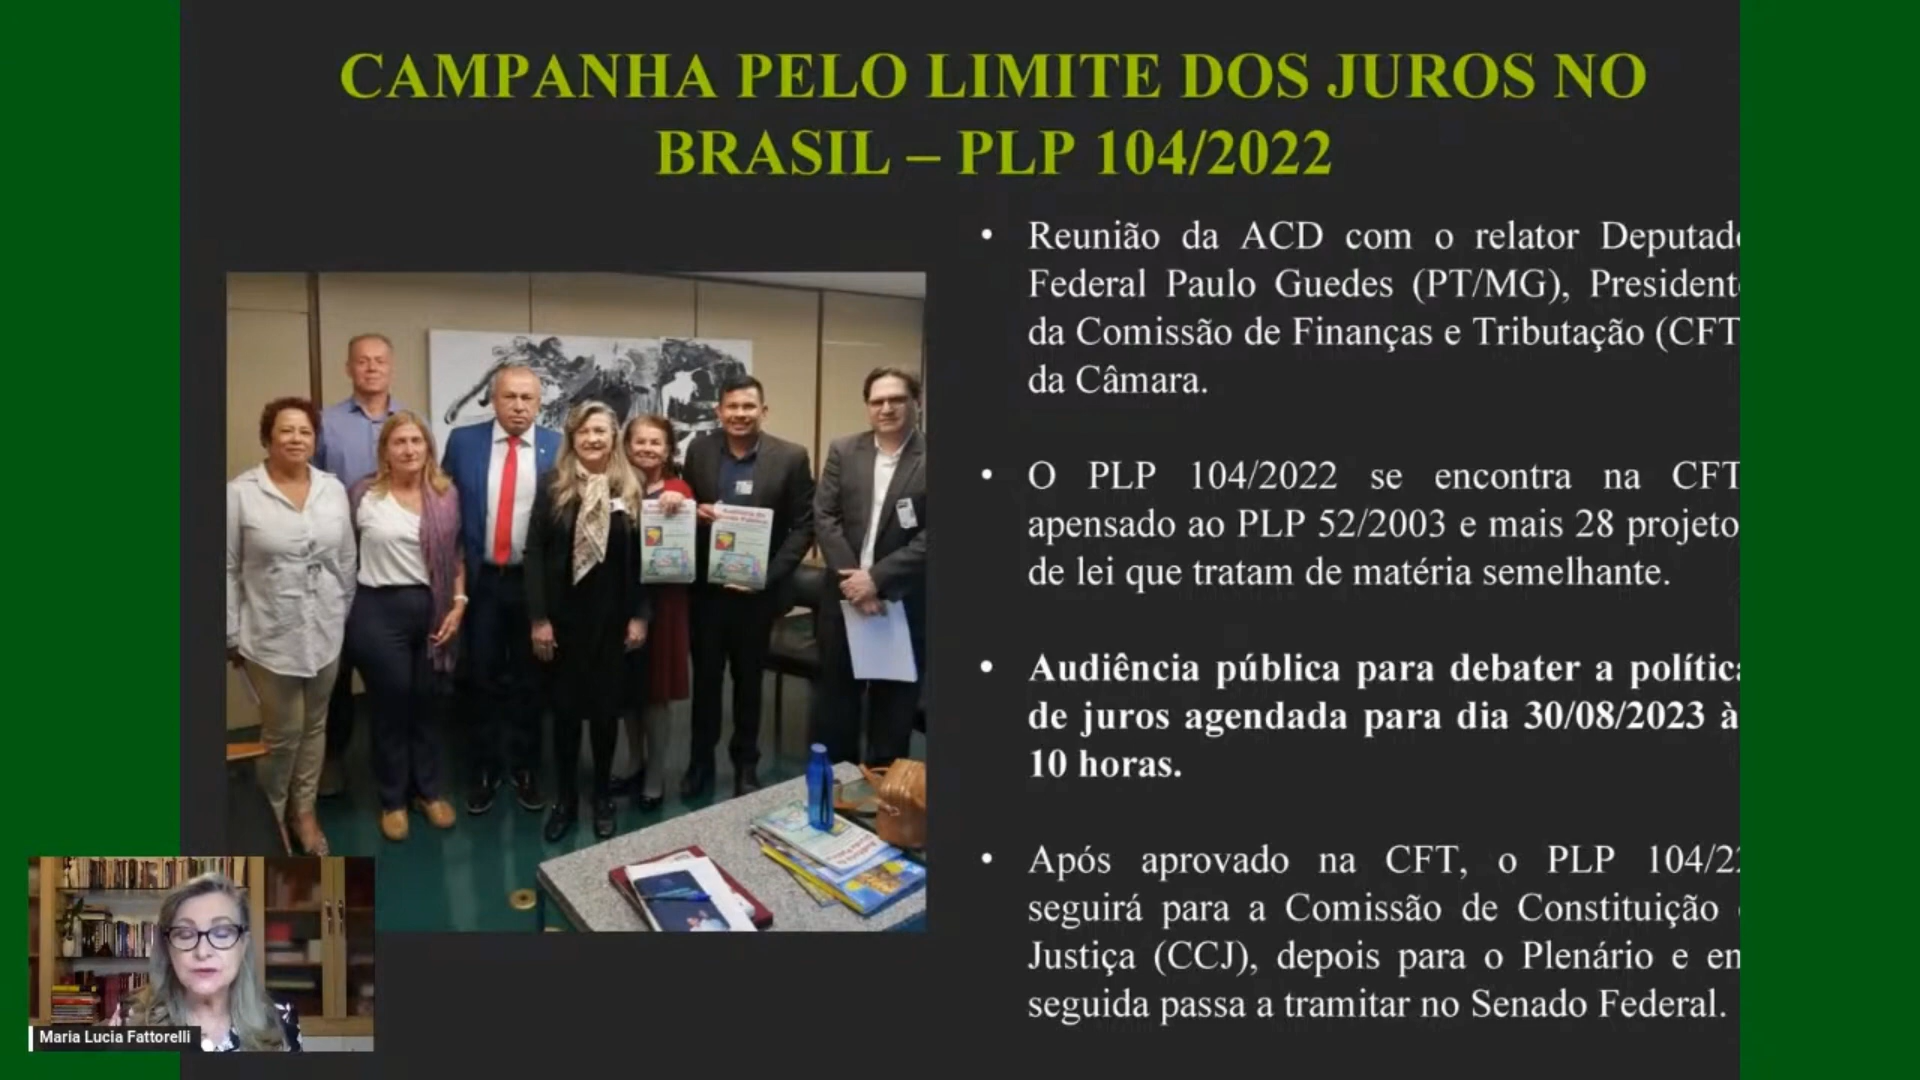 CAMPANHA PELO LIMITE DOS JUROS NO
BRASIL – PLP 104/2022
• Reunião da ACD com o relator Deputad
Federal Paulo Guedes (PT/MG), President
da Comissão de Finanças e Tributação (CFT
da Câmara.
• O PLP 104/2022 se encontra na CFT
apensado ao PLP 52/2003 e mais 28 projeto
de lei que tratam de matéria semelhante.
• Audiência pública para debater a polític
de juros agendada para dia 30/08/2023 à
10 horas.
• Após aprovado na CFT, o PLP 104/22
seguirá para a Comissão de Constituição
Justiça (CCJ), depois para o Plenário e em
seguida passa a tramitar no Senado Federal.
Maria Lucia Fattorelli